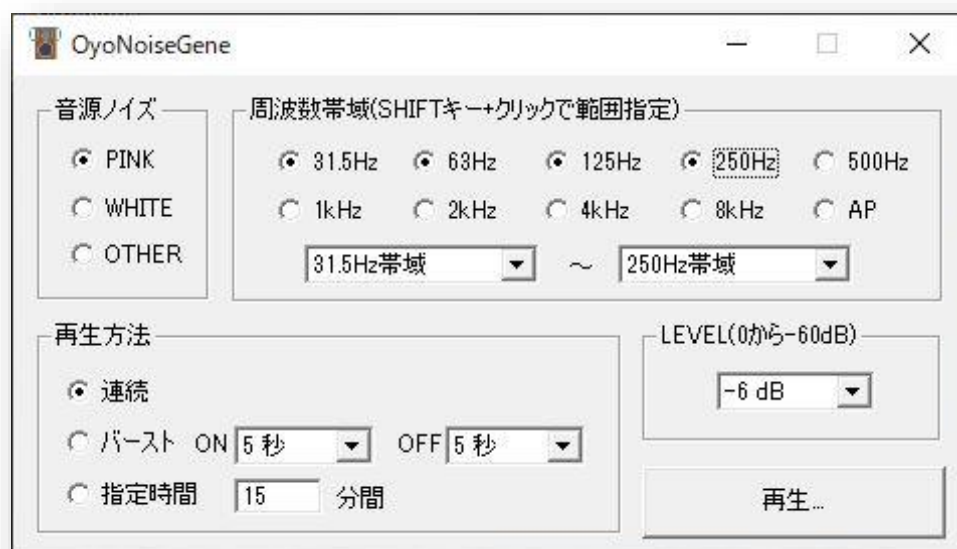 OyoNoiseGene
音源ノイズ
PINK
WHITE
OTHER
周波数帯域(SHIFTキー+クリックで範囲指定)
31.5Hz 63Hz 125Hz 250Hz 500Hz
1kHz 2kHz 4kHz 8kHz AP
31.5Hz帯域 ～ 250Hz帯域
再生方法
連続
バースト ON 5 秒 OFF 5 秒
指定時間 15 分間
LEVEL(0から-60dB)
-6 dB
再生...